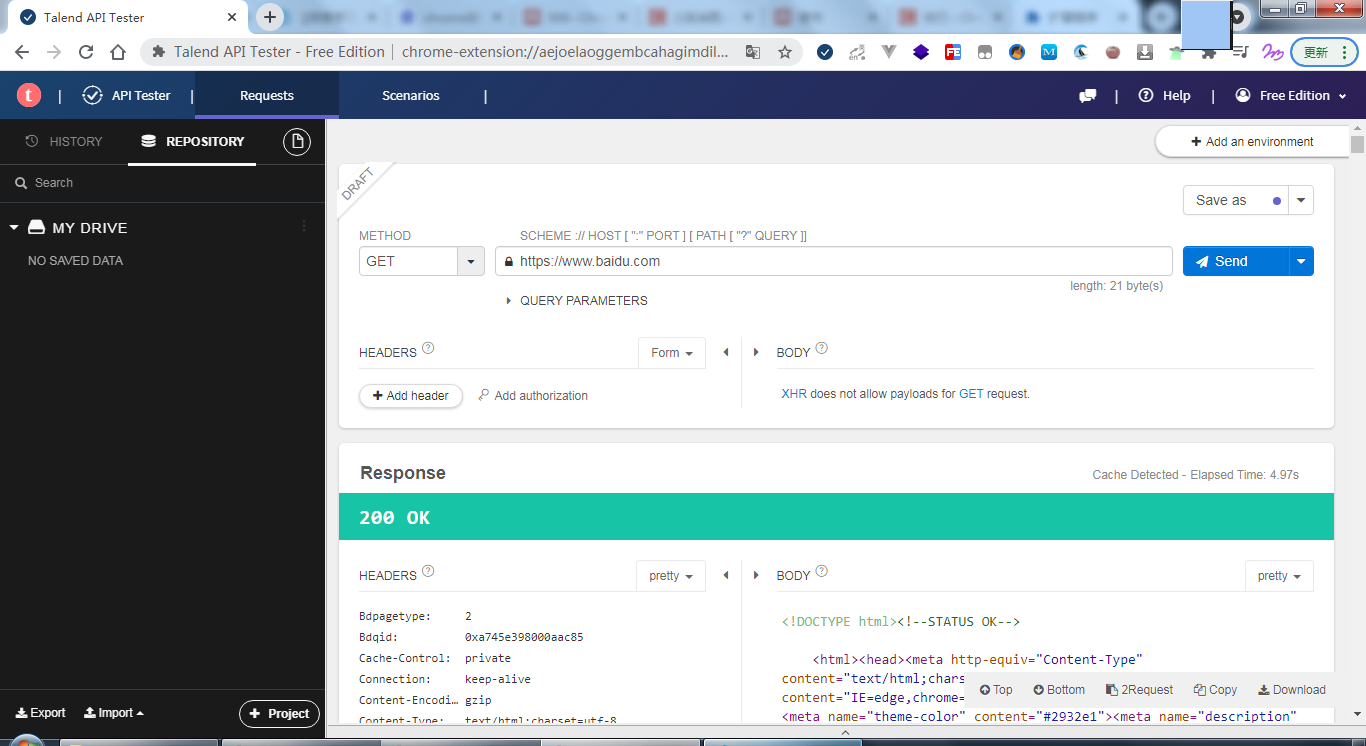 Talend API Tester
Talend API Tester - Free Edition | chrome-extension://aejoelaoggembcahagimdil...
更新
t | API Tester | Requests Scenarios | | Help | Free Edition
HISTORY REPOSITORY
Search
MY DRIVE
NO SAVED DATA
Export Import + Project
+ Add an environment
DRAFT
Save as
METHOD SCHEME :// HOST [ ":" PORT ] [ PATH [ "?" QUERY ]]
GET https://www.baidu.com Send
length: 21 byte(s)
QUERY PARAMETERS
HEADERS ? Form BODY ?
+ Add header Add authorization XHR does not allow payloads for GET request.
Response Cache Detected - Elapsed Time: 4.97s
200 OK
HEADERS ? pretty BODY ? pretty
Bdpagetype: 2
Bdqid: 0xa745e398000aac85
Cache-Control: private
Connection: keep-alive
Content-Encodi... gzip
Content-Type: text/html;charset=utf-8
<!DOCTYPE html><!--STATUS OK-->
<html><head><meta http-equiv="Content-Type"
content="text/html;chars
content="IE=edge,chrome=
<meta name="theme-color" content="#2932e1"><meta name="description"
Top Bottom 2Request Copy Download